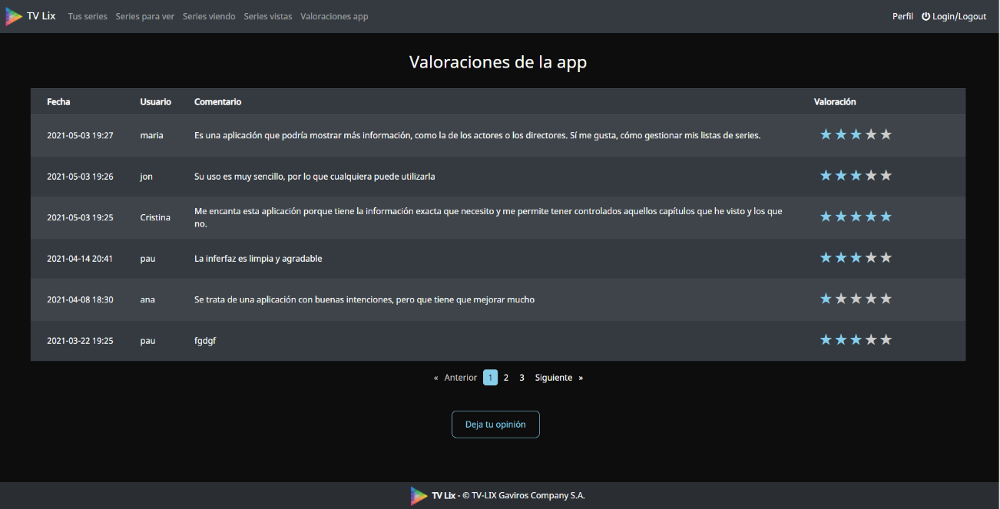 TV Lix Tus series Series para ver Series viendo Series vistas Valoraciones app Perfil Login/Logout
Valoraciones de la app
Fecha Usuario Comentario Valoración
2021-05-03 19:27 maria Es una aplicación que podría mostrar más información, como la de los actores o los directores. Sí me gusta, cómo gestionar mis listas de series.
2021-05-03 19:26 jon Su uso es muy sencillo, por lo que cualquiera puede utilizarla
2021-05-03 19:25 Cristina Me encanta esta aplicación porque tiene la información exacta que necesito y me permite tener controlados aquellos capítulos que he visto y los que
no.
2021-04-14 20:41 pau La inferfaz es limpia y agradable
2021-04-08 18:30 ana Se trata de una aplicación con buenas intenciones, pero que tiene que mejorar mucho
2021-03-22 19:25 pau fgdgf
« Anterior 1 2 3 Siguiente »
Deja tu opinión
TV Lix - © TV-LIX Gaviros Company S.A.